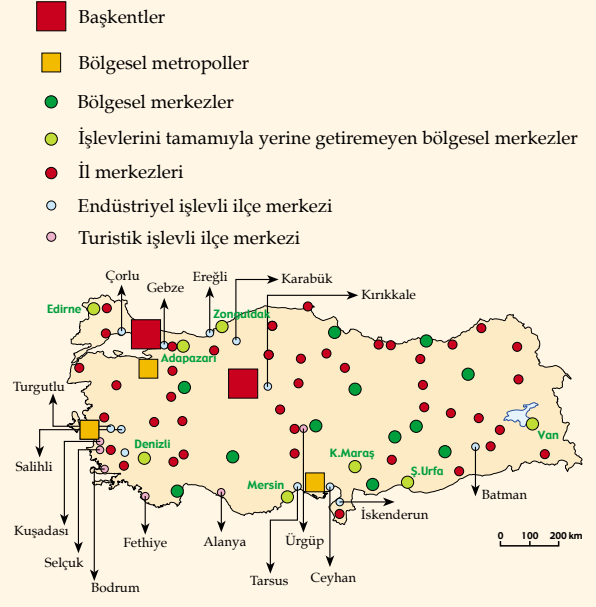 Başkentler
Bölgesel metropoller
Bölgesel merkezler
İşlevlerini tamamıyla yerine getiremeyen bölgesel merkezler
İl merkezleri
Endüstriyel işlevli ilçe merkezi
Turistik işlevli ilçe merkezi
Çorlu
Gebze
Ereğli
Karabük
Kırıkkale
Edirne
Zonguldak
Adapazarı
Turgutlu
Salihli
Denizli
K.Maraş
Van
Ş.Urfa
Mersin
Batman
İskenderun
Kuşadası
Selçuk
Bodrum
Fethiye
Alanya
Ürgüp
Tarsus
Ceyhan
0 100 200 km